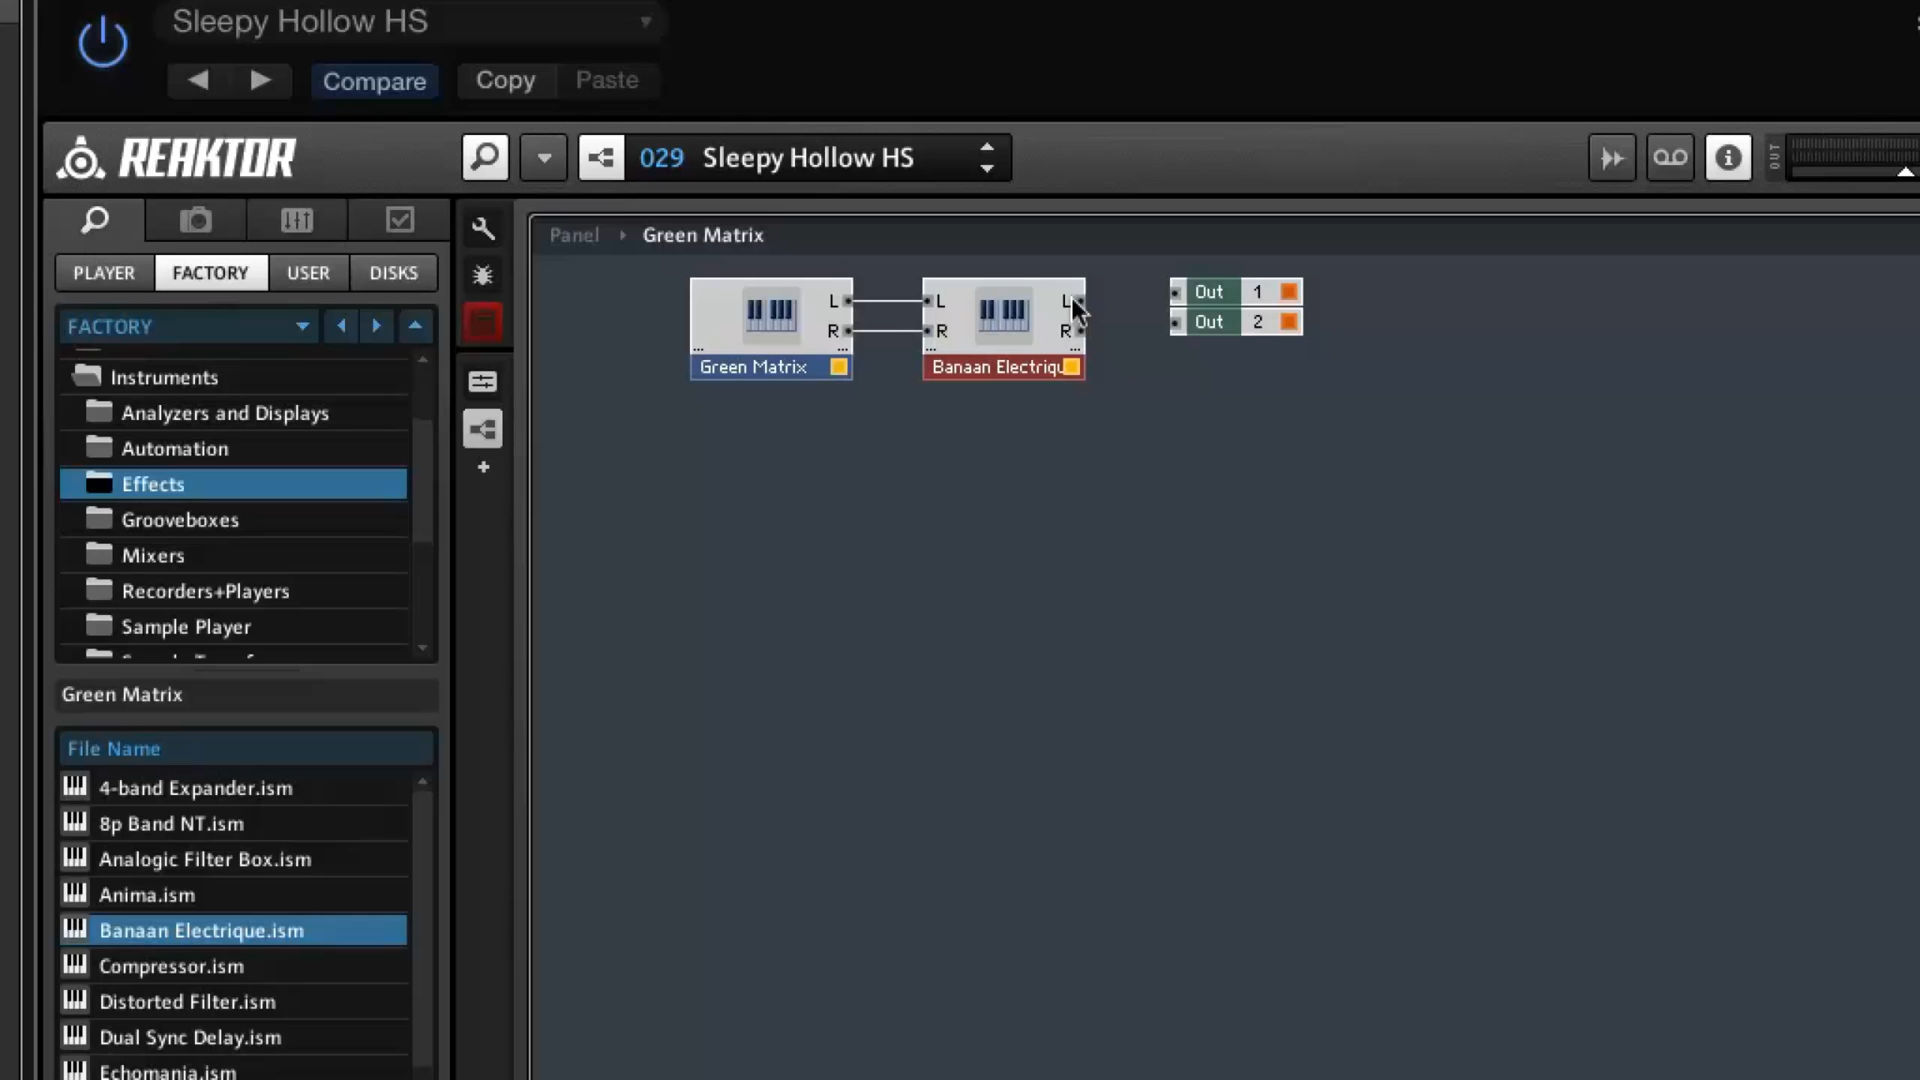 Sleepy Hollow HS
Compare
Copy
Paste
REAKTOR
029 Sleepy Hollow HS
OUT
PLAYER
FACTORY
USER
DISKS
FACTORY
Instruments
Analyzers and Displays
Automation
Effects
Grooveboxes
Mixers
Recorders+Players
Sample Player
Green Matrix
File Name
4-band Expander.ism
8p Band NT.ism
Analogic Filter Box.ism
Anima.ism
Banaan Electrique.ism
Compressor.ism
Distorted Filter.ism
Dual Sync Delay.ism
Echomania.ism
Panel
Green Matrix
L
R
...
...
Green Matrix
L
R
L
R
...
...
Banaan Electriqu
Out 1
Out 2